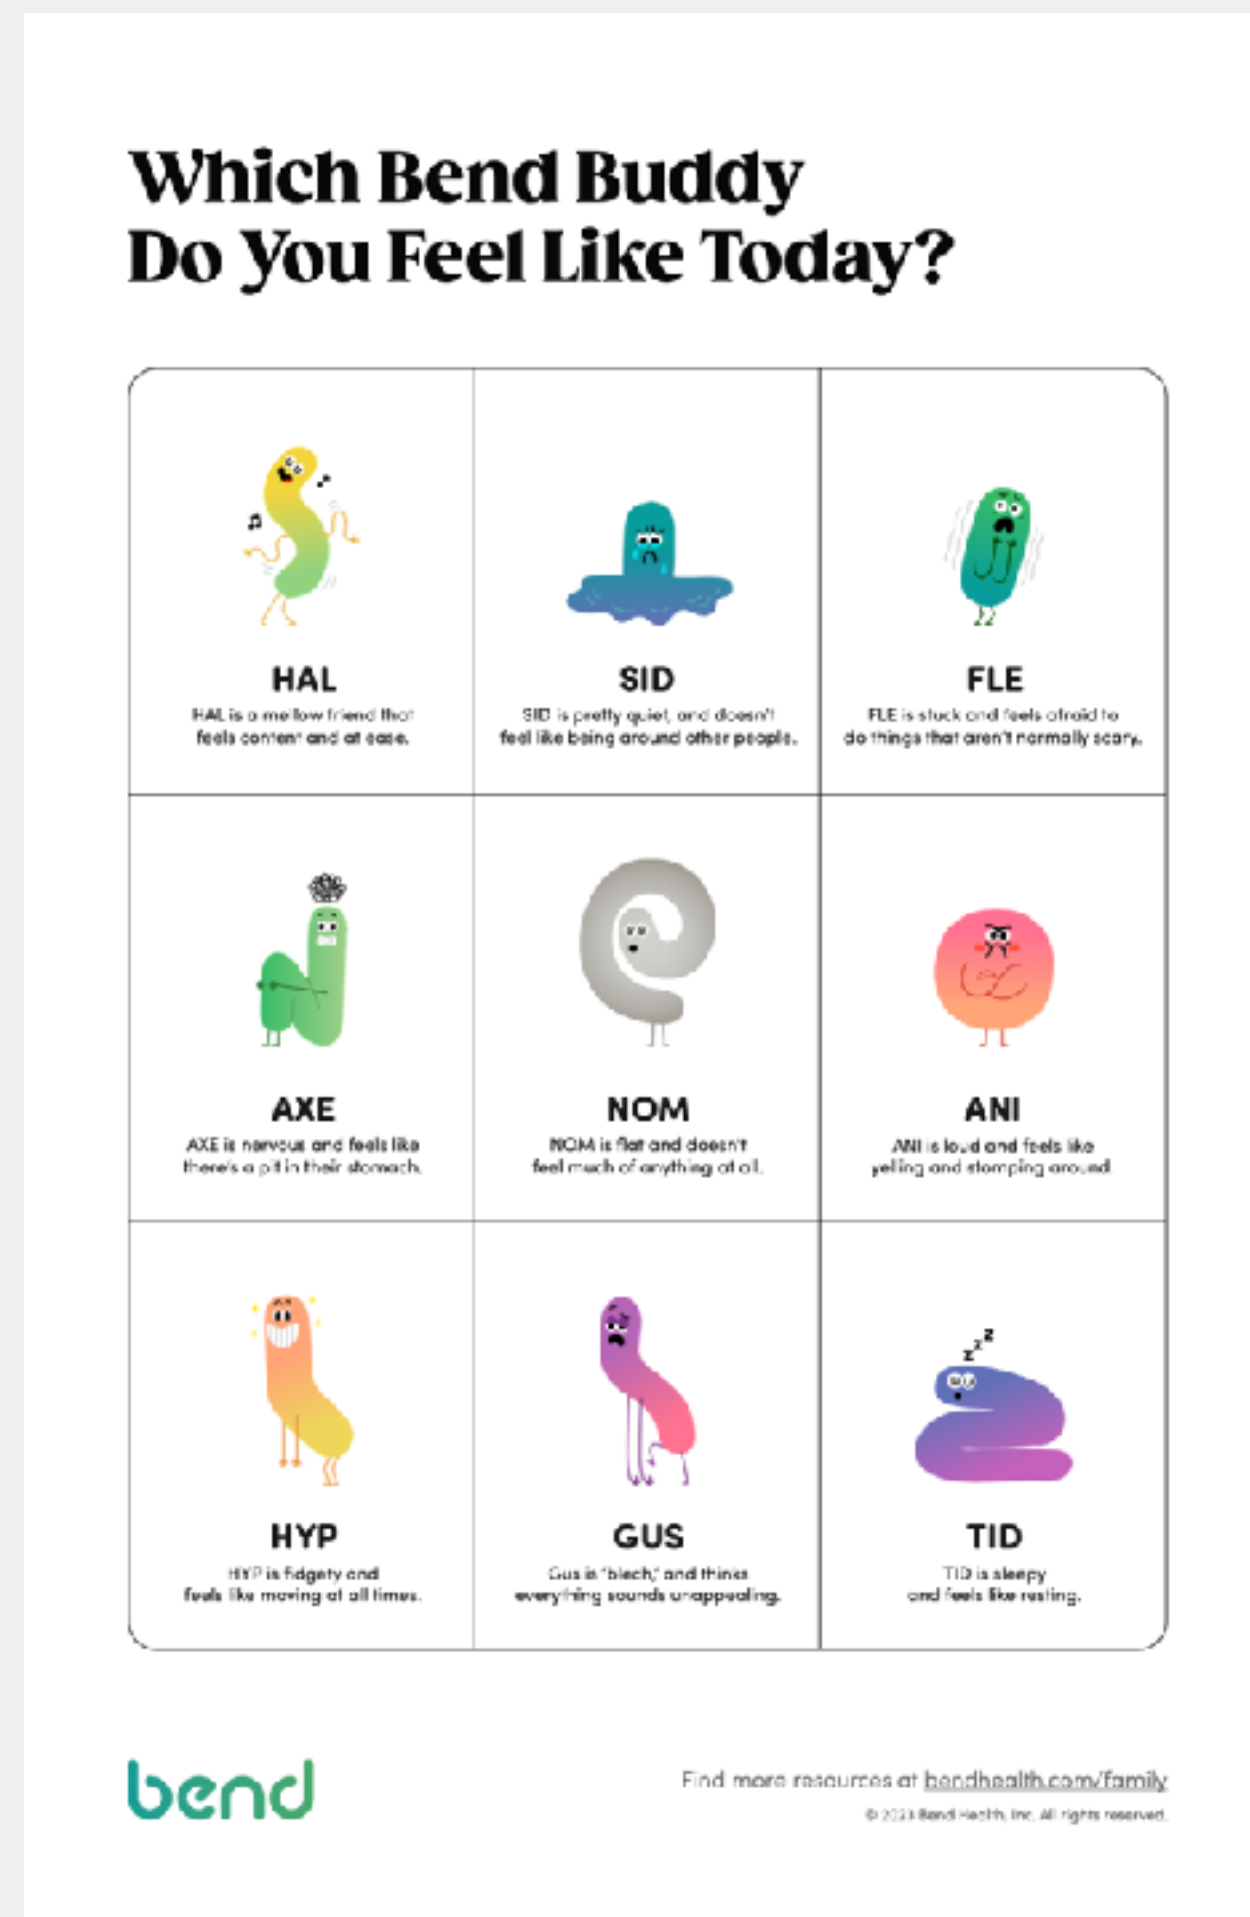 Which Bend Buddy
Do You Feel Like Today?
HAL
HAL is a mellow friend that
feels content and at ease.
SID
SID is pretty quiet, and doesn't
feel like being around other people.
FLE
FLE is stuck and feels afraid to
do things that aren't normally scary.
AXE
AXE is nervous and feels like
there's a pit in their stomach.
NOM
NOM is flat and doesn't
feel much of anything at all.
ANI
ANI is loud and feels like
yelling and stomping around.
HYP
HYP is fidgety and
feels like moving at all times.
GUS
Gus is "blech," and thinks
everything sounds unappealing.
z z z
TID
TID is sleepy
and feels like resting.
bend
Find more resources at bendhealth.com/family
© 2023 Bend Health, Inc. All rights reserved.